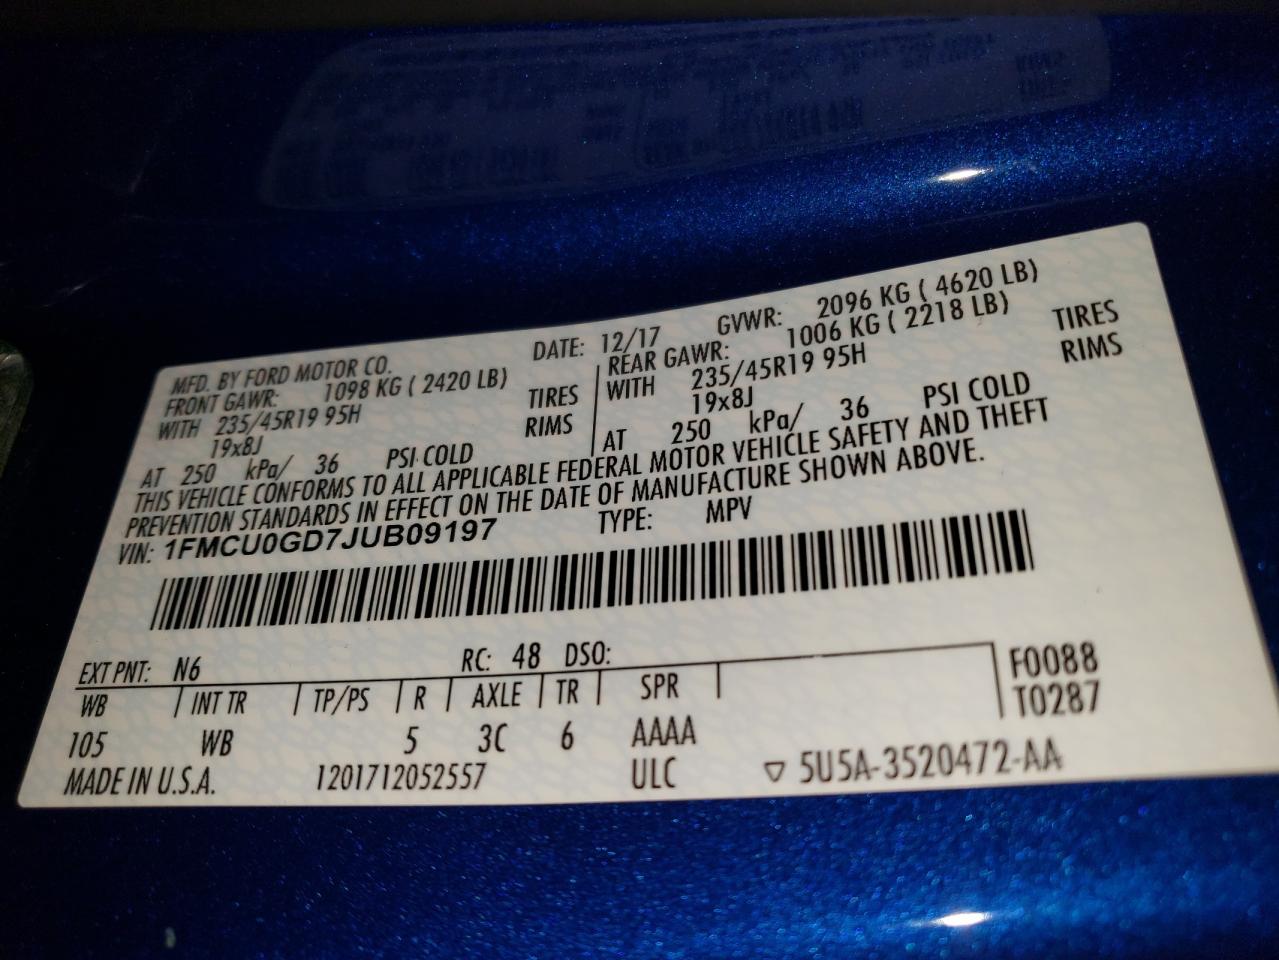 MFD. BY FORD MOTOR CO. DATE: 12/17 GVWR: 2096 KG ( 4620 LB)
FRONT GAWR: 1098 KG ( 2420 LB) REAR GAWR: 1006 KG ( 2218 LB)
WITH 235/45R19 95H TIRES WITH 235/45R19 95H TIRES
19x8J RIMS 19x8J RIMS
AT 250 kPa/ 36 PSI COLD AT 250 kPa/ 36 PSI COLD
THIS VEHICLE CONFORMS TO ALL APPLICABLE FEDERAL MOTOR VEHICLE SAFETY AND THEFT
PREVENTION STANDARDS IN EFFECT ON THE DATE OF MANUFACTURE SHOWN ABOVE.
VIN: 1FMCU0GD7JUB09197 TYPE: MPV
EXT PNT: N6 RC: 48 DSO:
WB INT TR TP/PS R AXLE TR SPR F0088
T0287
105 WB 5 3C 6 AAAA
MADE IN U.S.A. 1201712052557 ULC ▽ 5U5A-3520472-AA